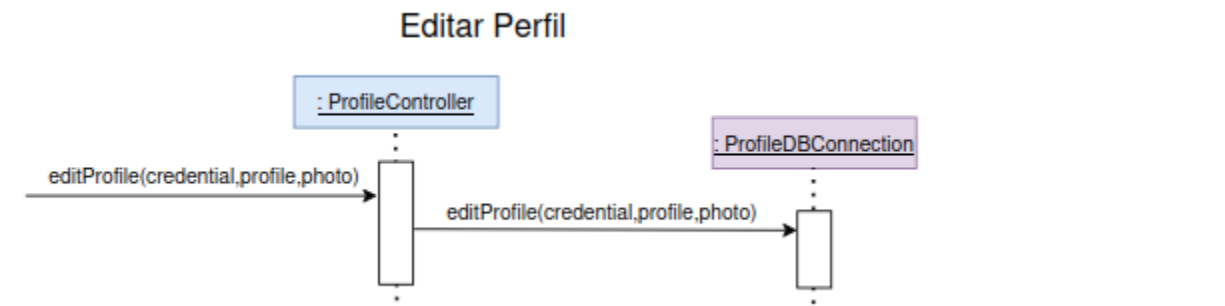 Editar Perfil
: ProfileController
: ProfileDBConnection
editProfile(credential,profile,photo)
editProfile(credential,profile,photo)